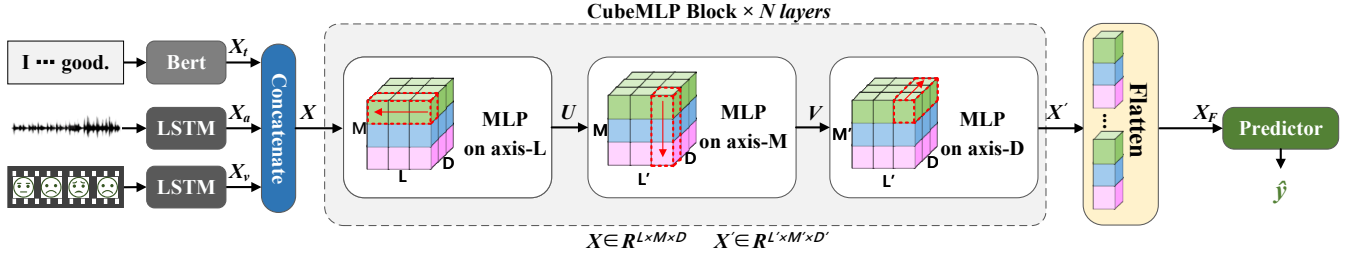 CubeMLP Block × N layers
I ··· good.
Bert
X_t
LSTM
X_a
LSTM
X_v
Concatenate
X
M
L
D
MLP
on axis-L
U
M
L'
D
MLP
on axis-M
V
M'
L'
D
MLP
on axis-D
X'
X ∈ R^{L×M×D} X' ∈ R^{L'×M'×D'}
...
Flatten
X_F
Predictor
ŷ